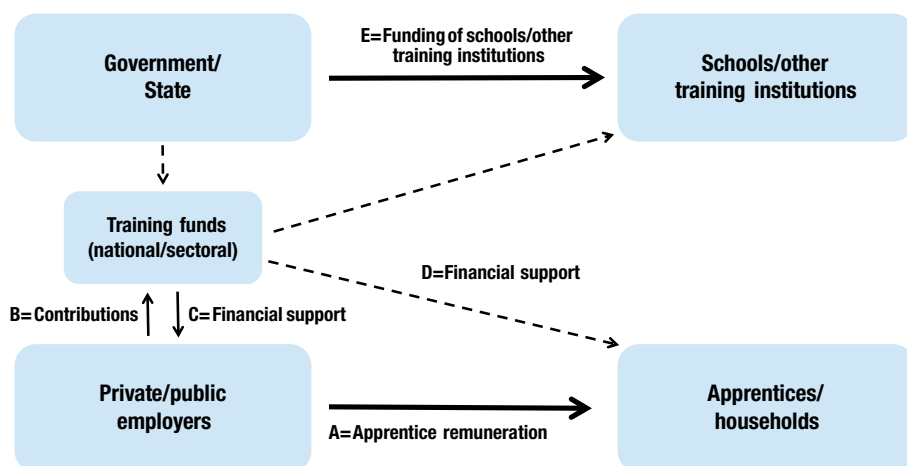 Government/
State
E=Funding of schools/other
training institutions
Schools/other
training institutions
Training funds
(national/sectoral)
D=Financial support
B=Contributions
C=Financial support
Private/public
employers
A=Apprentice remuneration
Apprentices/
households